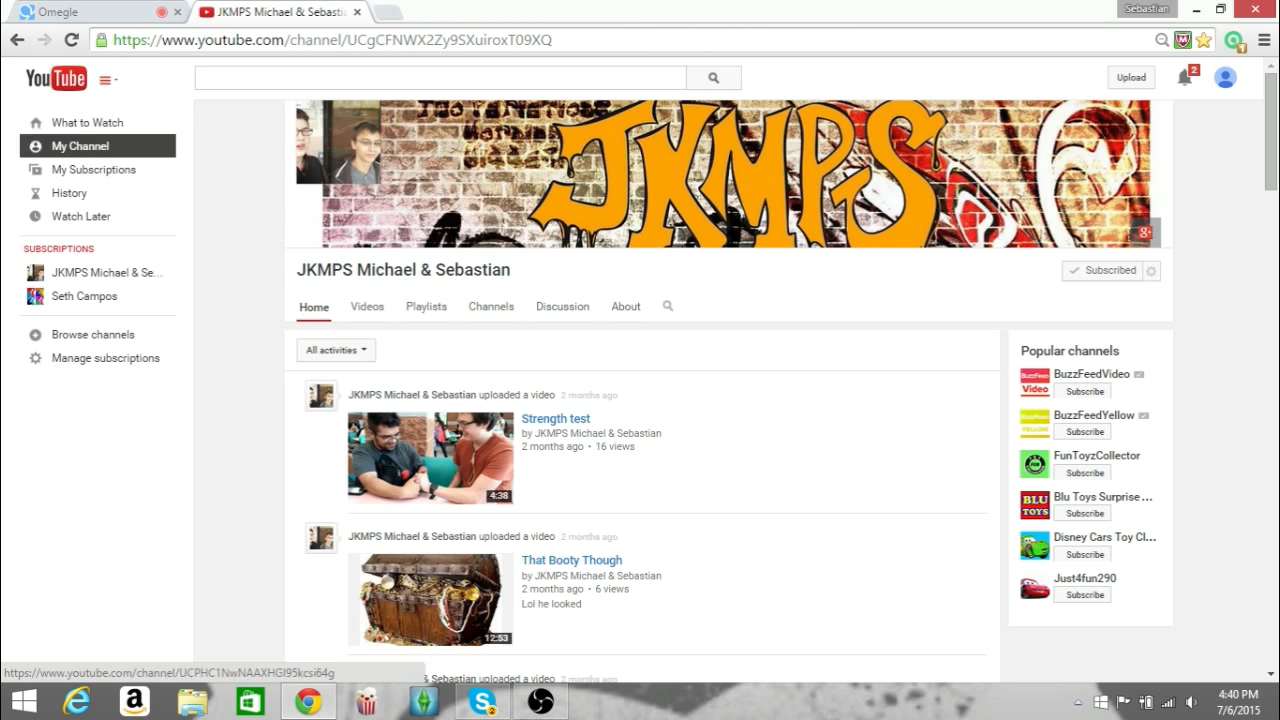 Omegle
JKMPS Michael & Sebasti
Sebastian
https://www.youtube.com/channel/UCgCFNWX2Zy9SXuiroxT09XQ
YouTube
Upload
2
What to Watch
My Channel
My Subscriptions
History
Watch Later
SUBSCRIPTIONS
JKMPS Michael & Se...
Seth Campos
Browse channels
Manage subscriptions
JKMPS
g+
JKMPS Michael & Sebastian
Subscribed
Home Videos Playlists Channels Discussion About
All activities
JKMPS Michael & Sebastian uploaded a video 2 months ago
Strength test
by JKMPS Michael & Sebastian
2 months ago • 16 views
4:38
JKMPS Michael & Sebastian uploaded a video 2 months ago
That Booty Though
by JKMPS Michael & Sebastian
2 months ago • 6 views
Lol he looked
12:53
& Sebastian uploaded a video 2 months ago
Popular channels
BuzzFeedVideo
Subscribe
BuzzFeedYellow
Subscribe
FunToyzCollector
Subscribe
Blu Toys Surprise ...
Subscribe
BLU
TOYS
Disney Cars Toy Cl...
Subscribe
Just4fun290
Subscribe
https://www.youtube.com/channel/UCPHC1NwNAAXHGI95kcsi64g
4:40 PM
7/6/2015